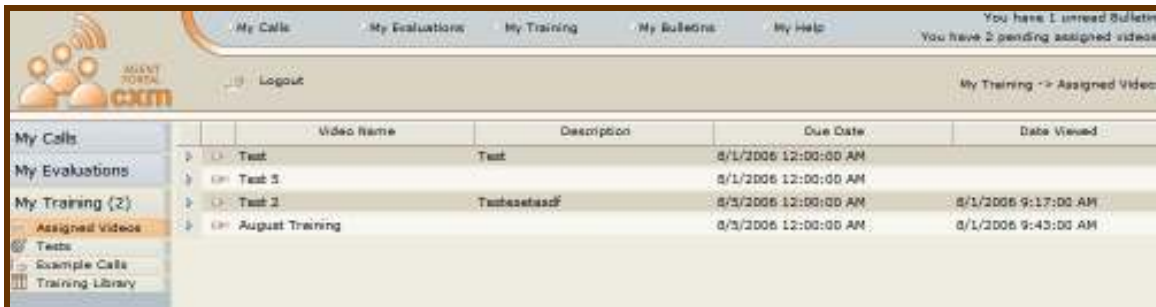 My Calls My Evaluations My Training My Bulletins My Help
You have 1 unread Bulletin
You have 2 pending assigned videos
AGENT
PORTAL
cxm
Logout
My Training -> Assigned Videos
My Calls
My Evaluations
My Training (2)
Assigned Videos
Tests
Example Calls
Training Library
Video Name Description Due Date Date Viewed
Test Test 8/1/2006 12:00:00 AM
Test 5 8/1/2006 12:00:00 AM
Test 2 8/5/2006 12:00:00 AM 8/1/2006 9:17:00 AM
August Training 8/5/2006 12:00:00 AM 8/1/2006 9:43:00 AM